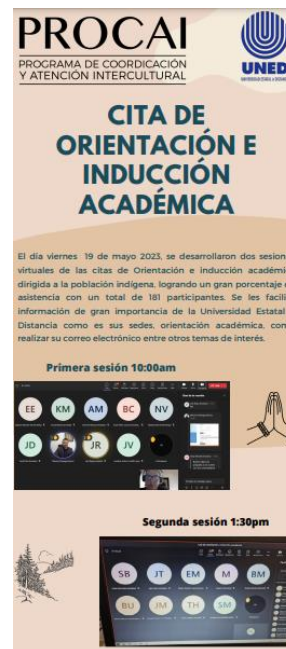 PROCAI
PROGRAMA DE COORDICACIÓN
Y ATENCIÓN INTERCULTURAL
UNED
CITA DE
ORIENTACIÓN E
INDUCCIÓN
ACADÉMICA
El día viernes 19 de mayo 2023, se desarrollaron dos sesion
virtuales de las citas de Orientación e inducción académi
dirigida a la población indígena, logrando un gran porcentaje
asistencia con un total de 181 participantes. Se les facili
información de gran importancia de la Universidad Estatal
Distancia como es sus sedes, orientación académica, com
realizar su correo electrónico entre otros temas de interés.
Primera sesión 10:00am
EE KM AM BC NV
JD JR JV
Segunda sesión 1:30pm
SB JT EM M BM
BU JM TH SM